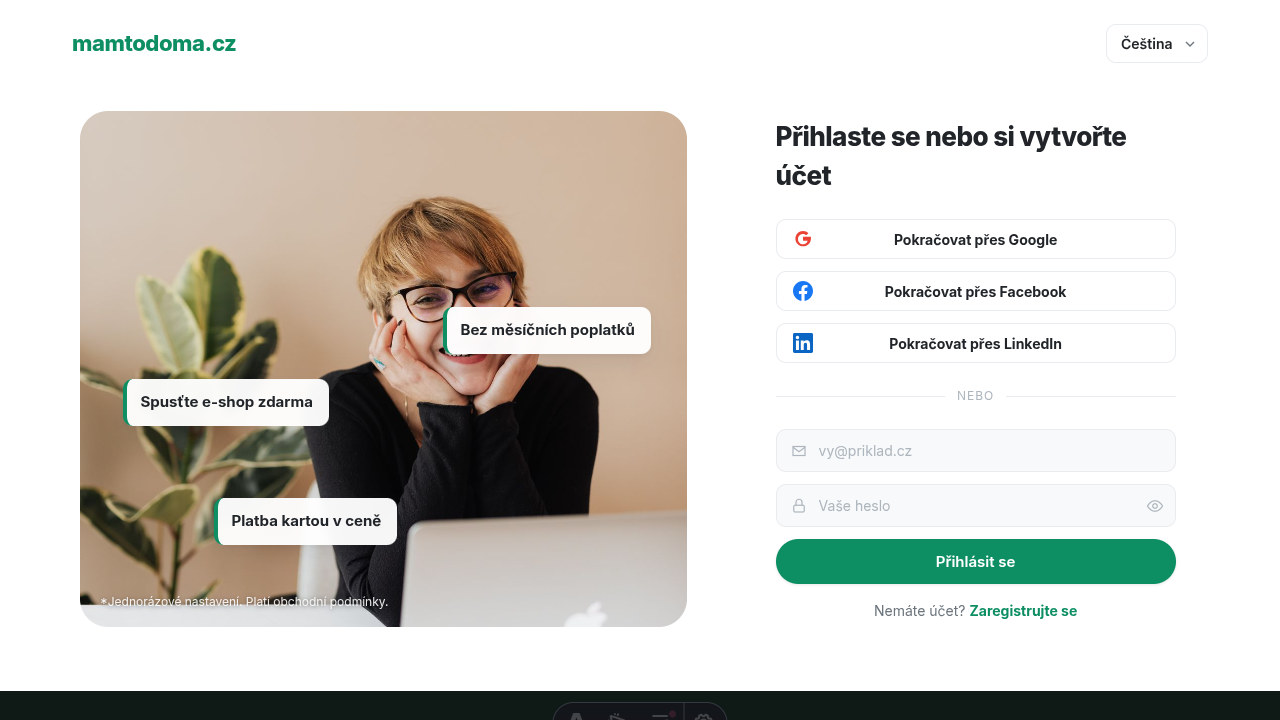 mamtodoma.cz
Čeština
Přihlaste se nebo si vytvořte
účet
Pokračovat přes Google
Pokračovat přes Facebook
Pokračovat přes LinkedIn
NEBO
vy@priklad.cz
Vaše heslo
Přihlásit se
Nemáte účet? Zaregistrujte se
Bez měsíčních poplatků
Spusťte e-shop zdarma
Platba kartou v ceně
*Jednorázové nastavení. Platí obchodní podmínky.